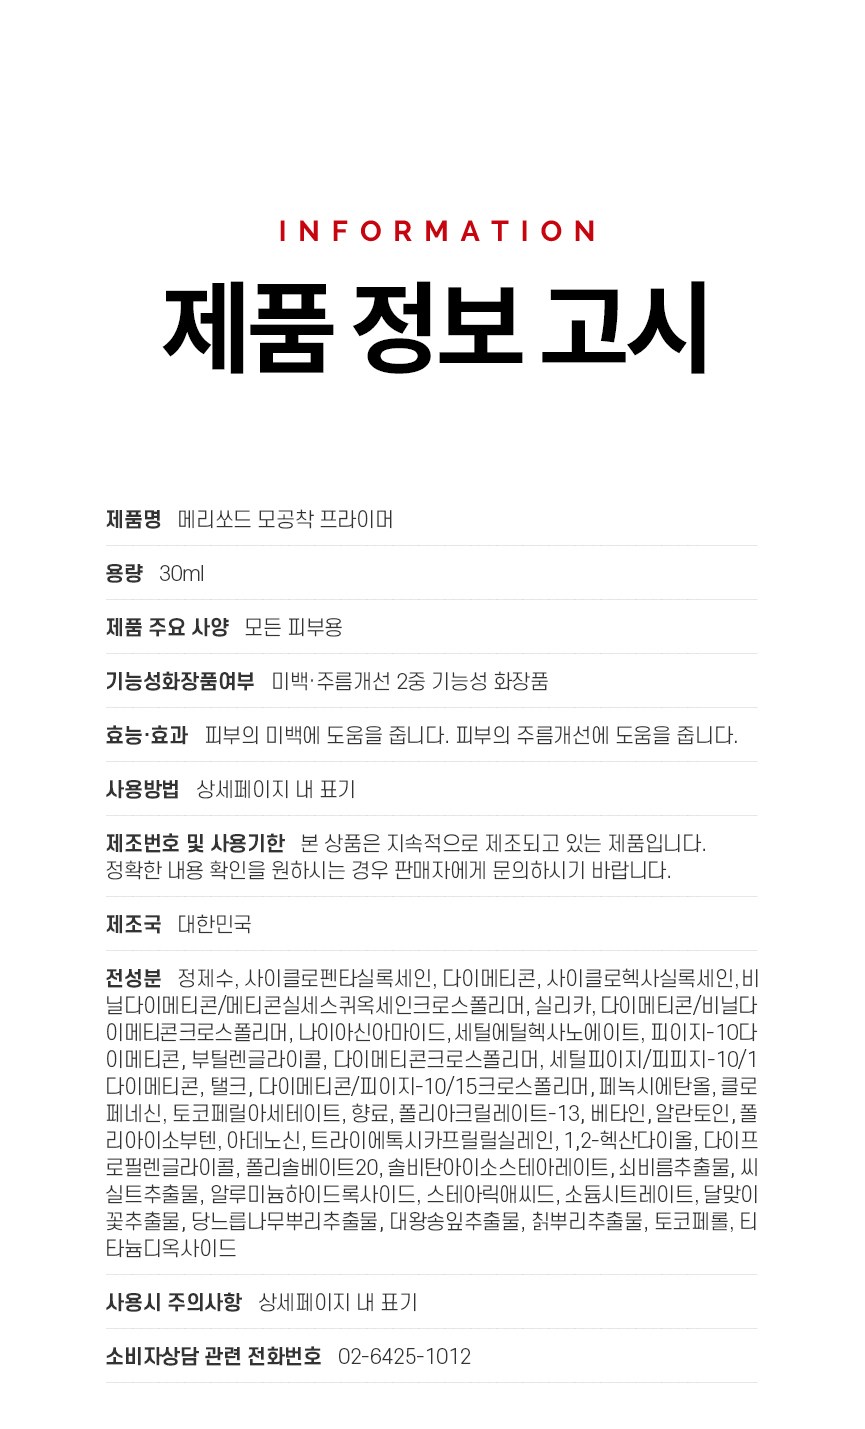 INFORMATION
제품 정보 고시
제품명 메리쏘드 모공착 프라이머
용량 30ml
제품 주요 사양 모든 피부용
기능성화장품여부 미백·주름개선 2중 기능성 화장품
효능·효과 피부의 미백에 도움을 줍니다. 피부의 주름개선에 도움을 줍니다.
사용방법 상세페이지 내 표기
제조번호 및 사용기한 본 상품은 지속적으로 제조되고 있는 제품입니다.
정확한 내용 확인을 원하시는 경우 판매자에게 문의하시기 바랍니다.
제조국 대한민국
전성분 정제수, 사이클로펜타실록세인, 다이메티콘, 사이클로헥사실록세인, 비
닐다이메티콘/메티콘실세스퀴옥세인크로스폴리머, 실리카, 다이메티콘/비닐다
이메티콘크로스폴리머, 나이아신아마이드, 세틸에틸헥사노에이트, 피이지-10다
이메티콘, 부틸렌글라이콜, 다이메티콘크로스폴리머, 세틸피이지/피피지-10/1
다이메티콘, 탤크, 다이메티콘/피이지-10/15크로스폴리머, 페녹시에탄올, 클로
페네신, 토코페릴아세테이트, 향료, 폴리아크릴레이트-13, 베타인, 알란토인, 폴
리아이소부텐, 아데노신, 트라이에톡시카프릴릴실레인, 1,2-헥산다이올, 다이프
로필렌글라이콜, 폴리솔베이트20, 솔비탄아이소스테아레이트, 쇠비름추출물, 씨
실트추출물, 알루미늄하이드록사이드, 스테아릭애씨드, 소듐시트레이트, 달맞이
꽃추출물, 당느릅나무뿌리추출물, 대왕송잎추출물, 칡뿌리추출물, 토코페롤, 티
타늄디옥사이드
사용시 주의사항 상세페이지 내 표기
소비자상담 관련 전화번호 02-6425-1012